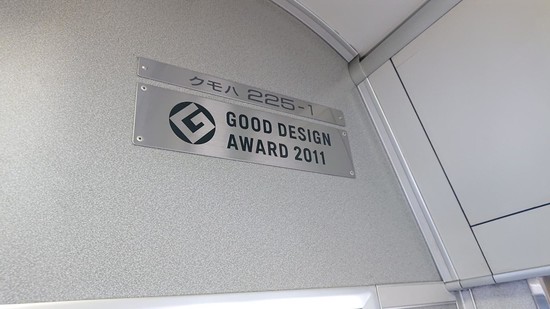 クモハ 225-1
GOOD DESIGN
AWARD 2011